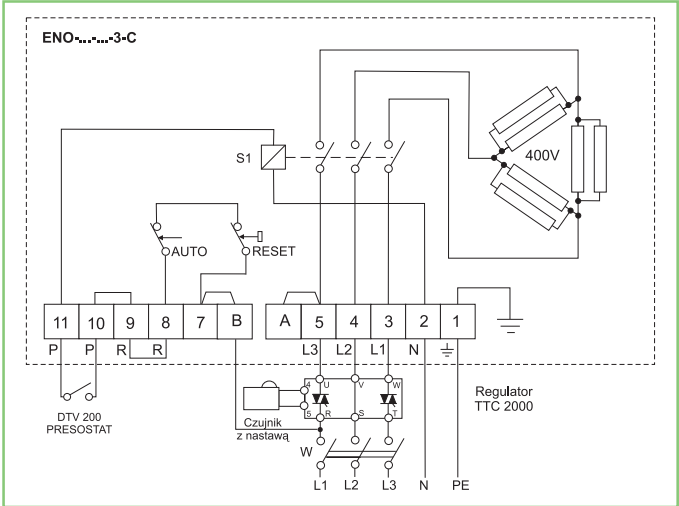 ENO-...-...-3-C
S1
400V
AUTO
RESET
11 10 9 8 7 B A 5 4 3 2 1
P P R R L3 L2 L1 N
4 U V W
5 R S T
Regulator
TTC 2000
DTV 200
PRESOSTAT
Czujnik
z nastawą
W
L1 L2 L3 N PE